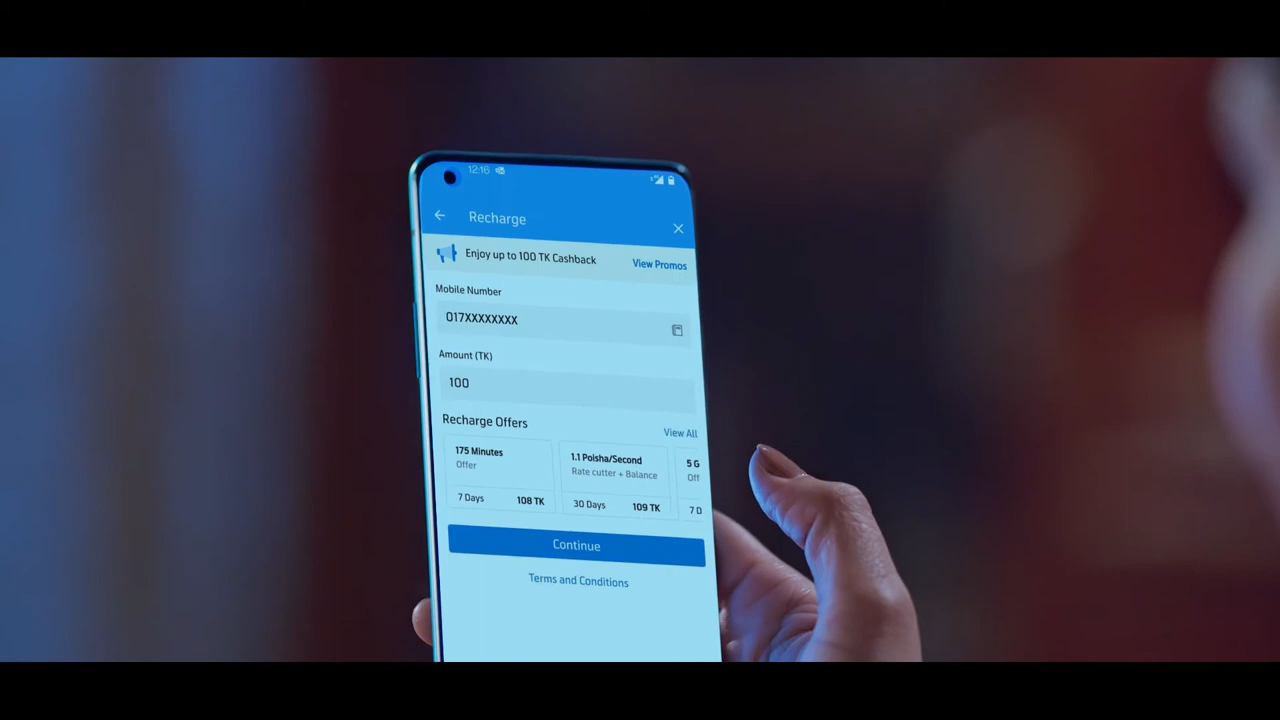 12:16
Recharge
Enjoy up to 100 TK Cashback
View Promos
Mobile Number
017XXXXXXXX
Amount (TK)
100
Recharge Offers
View All
175 Minutes
Offer
7 Days 108 TK
1.1 Poisha/Second
Rate cutter + Balance
30 Days 109 TK
5 G
Off
7 D
Continue
Terms and Conditions